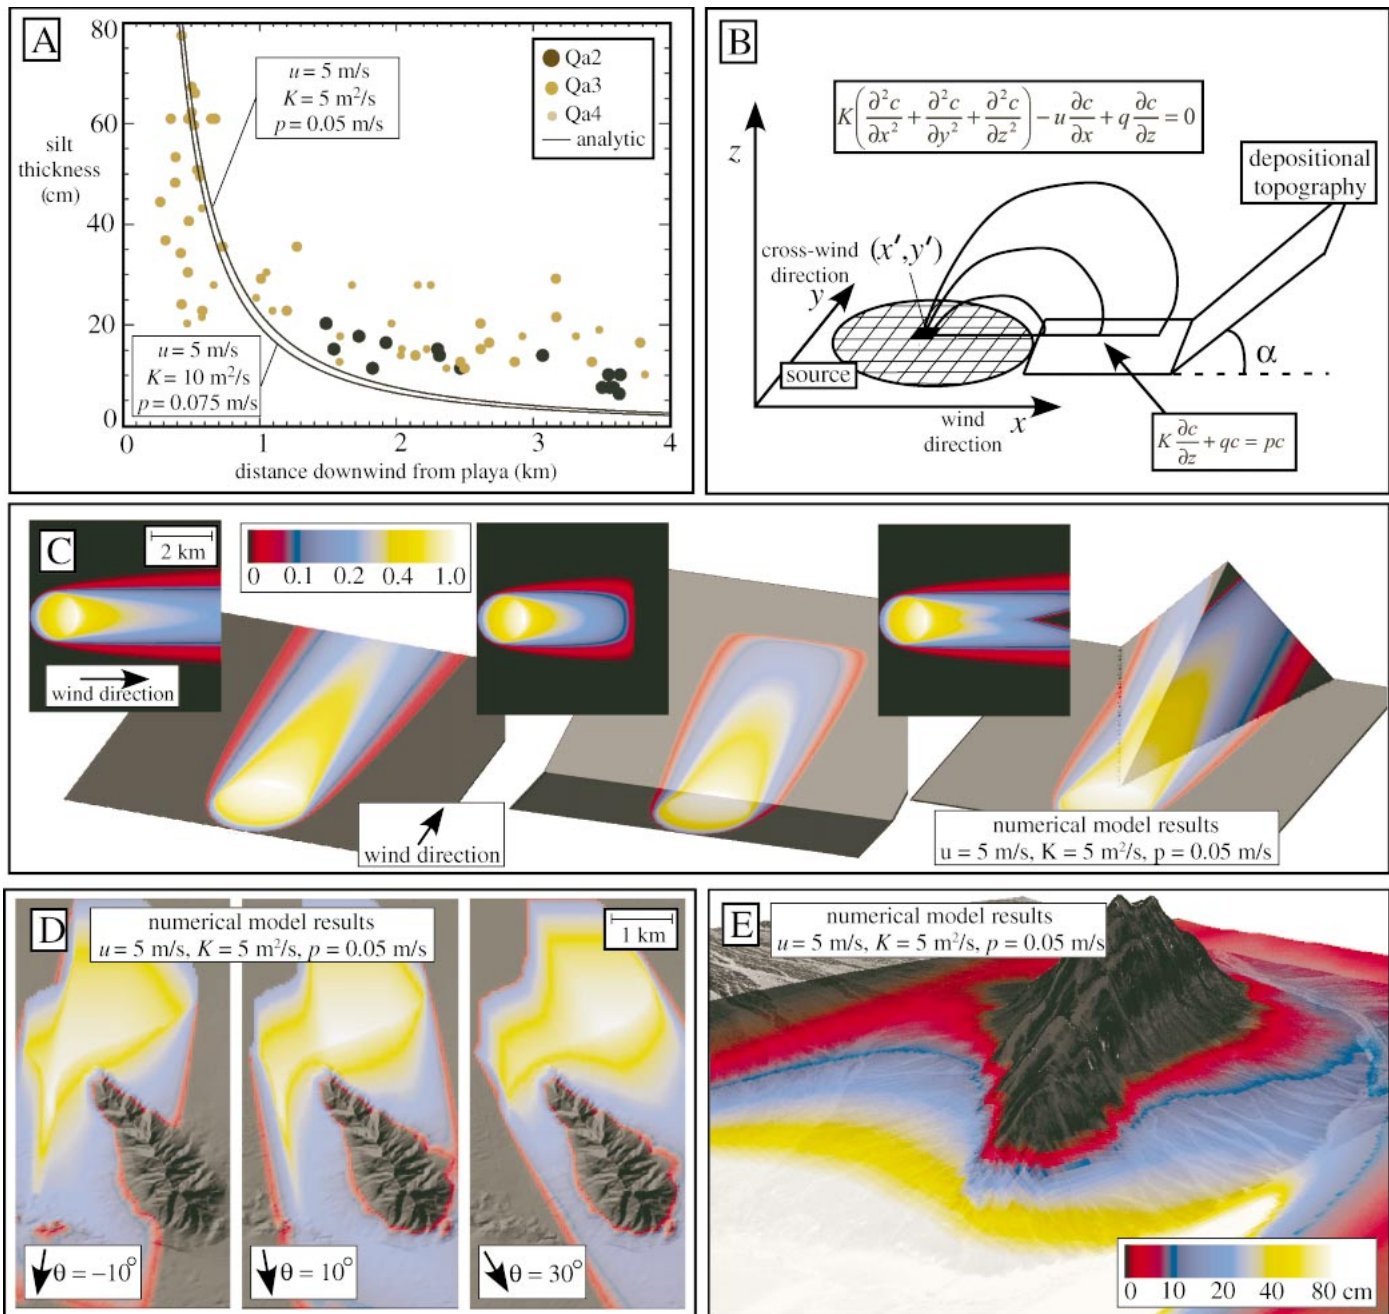 A
80
60
40
20
0
silt
thickness
(cm)
u = 5 m/s
K = 5 m²/s
p = 0.05 m/s
Qa2
Qa3
Qa4
analytic
u = 5 m/s
K = 10 m²/s
p = 0.075 m/s
0 1 2 3 4
distance downwind from playa (km)
B
z
K(∂²c/∂x² + ∂²c/∂y² + ∂²c/∂z²) − u ∂c/∂x + q ∂c/∂z = 0
depositional
topography
cross-wind
direction
(x′,y′)
y
source
α
wind
direction
x
K ∂c/∂z + qc = pc
C
2 km
0 0.1 0.2 0.4 1.0
wind direction
wind direction
numerical model results
u = 5 m/s, K = 5 m²/s, p = 0.05 m/s
D
numerical model results
u = 5 m/s, K = 5 m²/s, p = 0.05 m/s
1 km
θ = −10°
θ = 10°
θ = 30°
E
numerical model results
u = 5 m/s, K = 5 m²/s, p = 0.05 m/s
0 10 20 40 80 cm